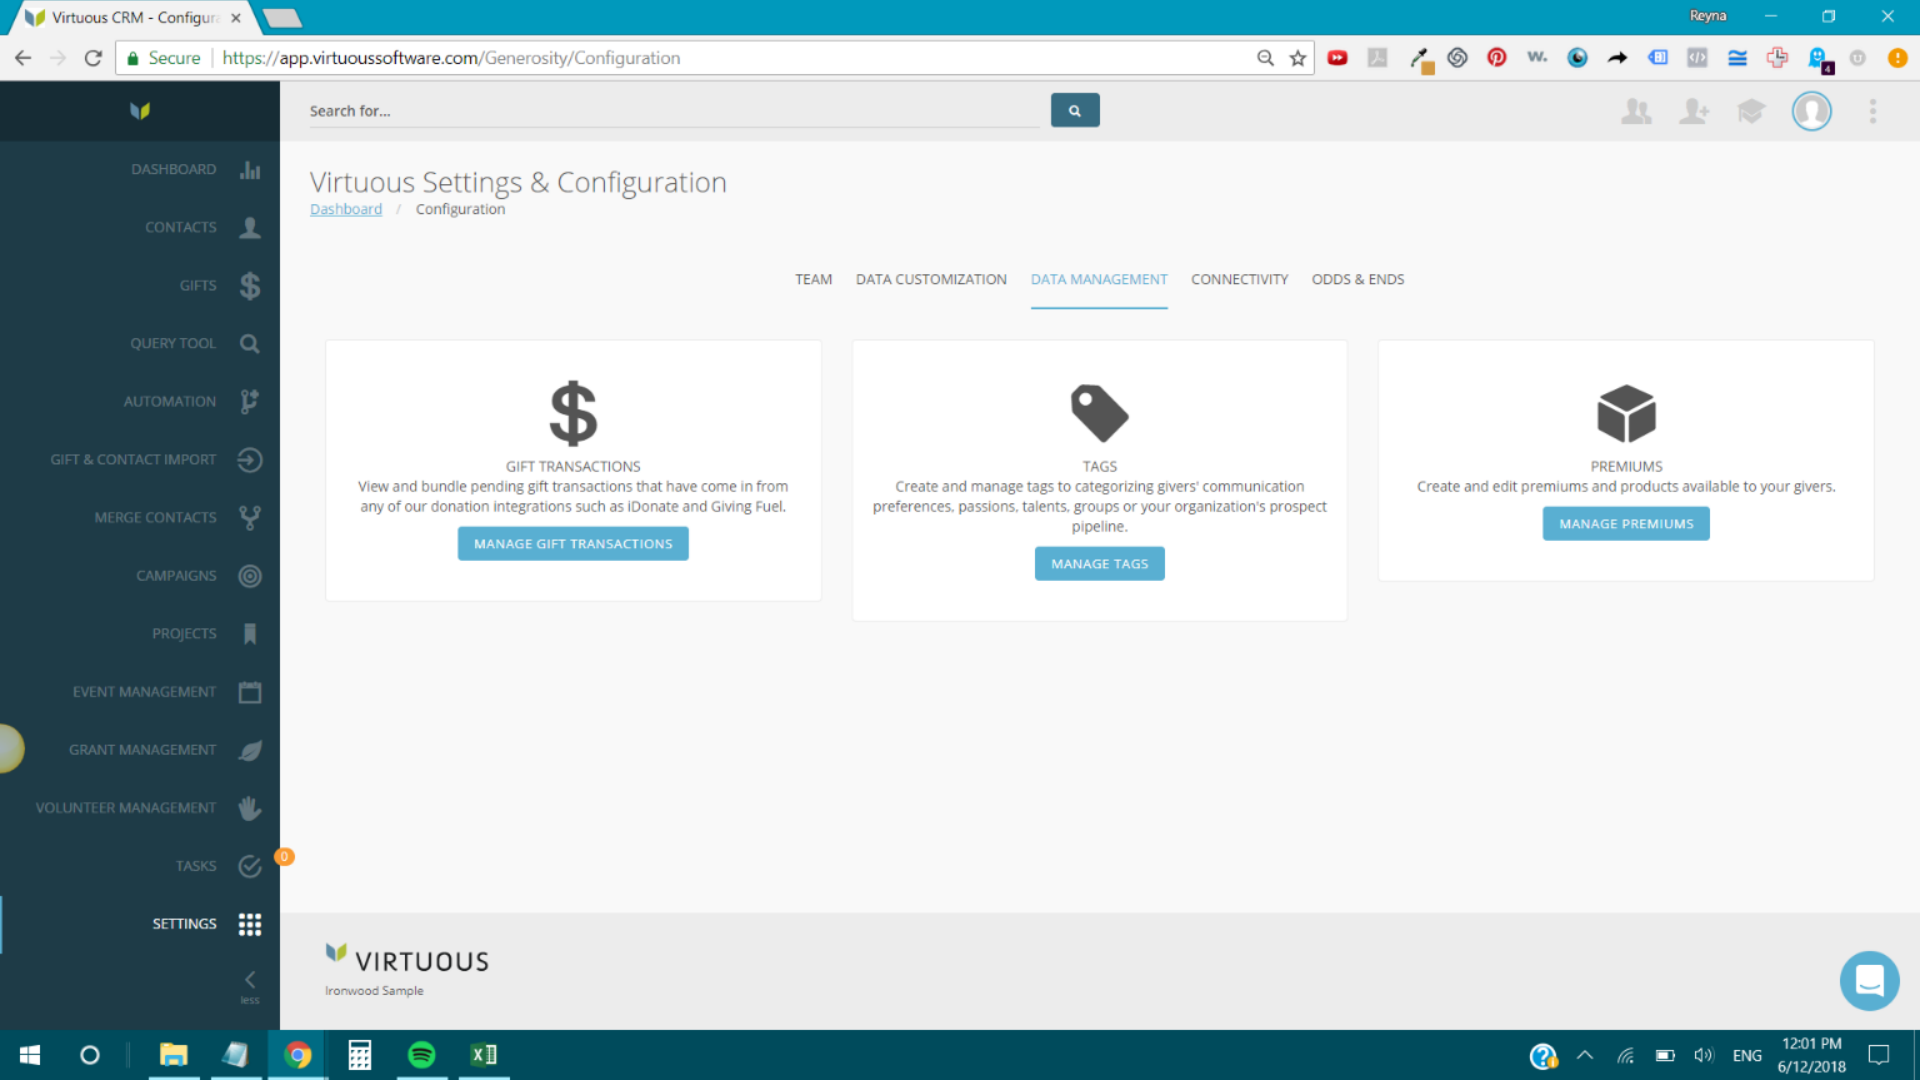 Virtuous CRM - Configura
Reyna
Secure
https://app.virtuoussoftware.com/Generosity/Configuration
w.
4
Search for...
DASHBOARD
CONTACTS
GIFTS
QUERY TOOL
AUTOMATION
GIFT & CONTACT IMPORT
MERGE CONTACTS
CAMPAIGNS
PROJECTS
EVENT MANAGEMENT
GRANT MANAGEMENT
VOLUNTEER MANAGEMENT
TASKS
0
SETTINGS
less
Virtuous Settings & Configuration
Dashboard / Configuration
TEAM DATA CUSTOMIZATION DATA MANAGEMENT CONNECTIVITY ODDS & ENDS
GIFT TRANSACTIONS
View and bundle pending gift transactions that have come in from
any of our donation integrations such as iDonate and Giving Fuel.
MANAGE GIFT TRANSACTIONS
TAGS
Create and manage tags to categorizing givers' communication
preferences, passions, talents, groups or your organization's prospect
pipeline.
MANAGE TAGS
PREMIUMS
Create and edit premiums and products available to your givers.
MANAGE PREMIUMS
VIRTUOUS
Ironwood Sample
ENG
12:01 PM
6/12/2018